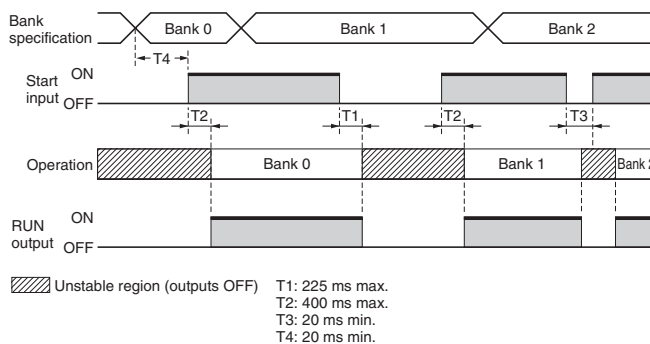 Bank specification
Bank 0
Bank 1
Bank 2
T4
Start input
ON
OFF
T2
T1
T2
T3
Operation
Bank 0
Bank 1
Bank 2
RUN output
ON
OFF
Unstable region (outputs OFF)
T1: 225 ms max.
T2: 400 ms max.
T3: 20 ms min.
T4: 20 ms min.